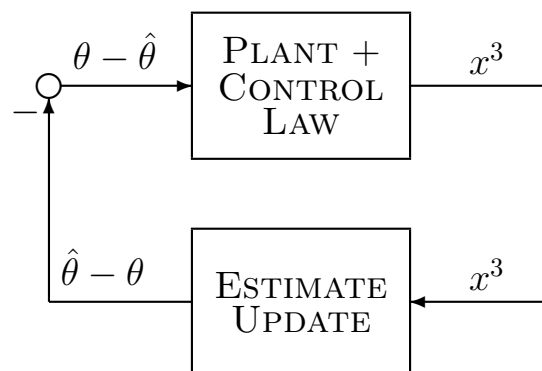 θ − θ̂
PLANT +
CONTROL
LAW
x³
−
θ̂ − θ
ESTIMATE
UPDATE
x³